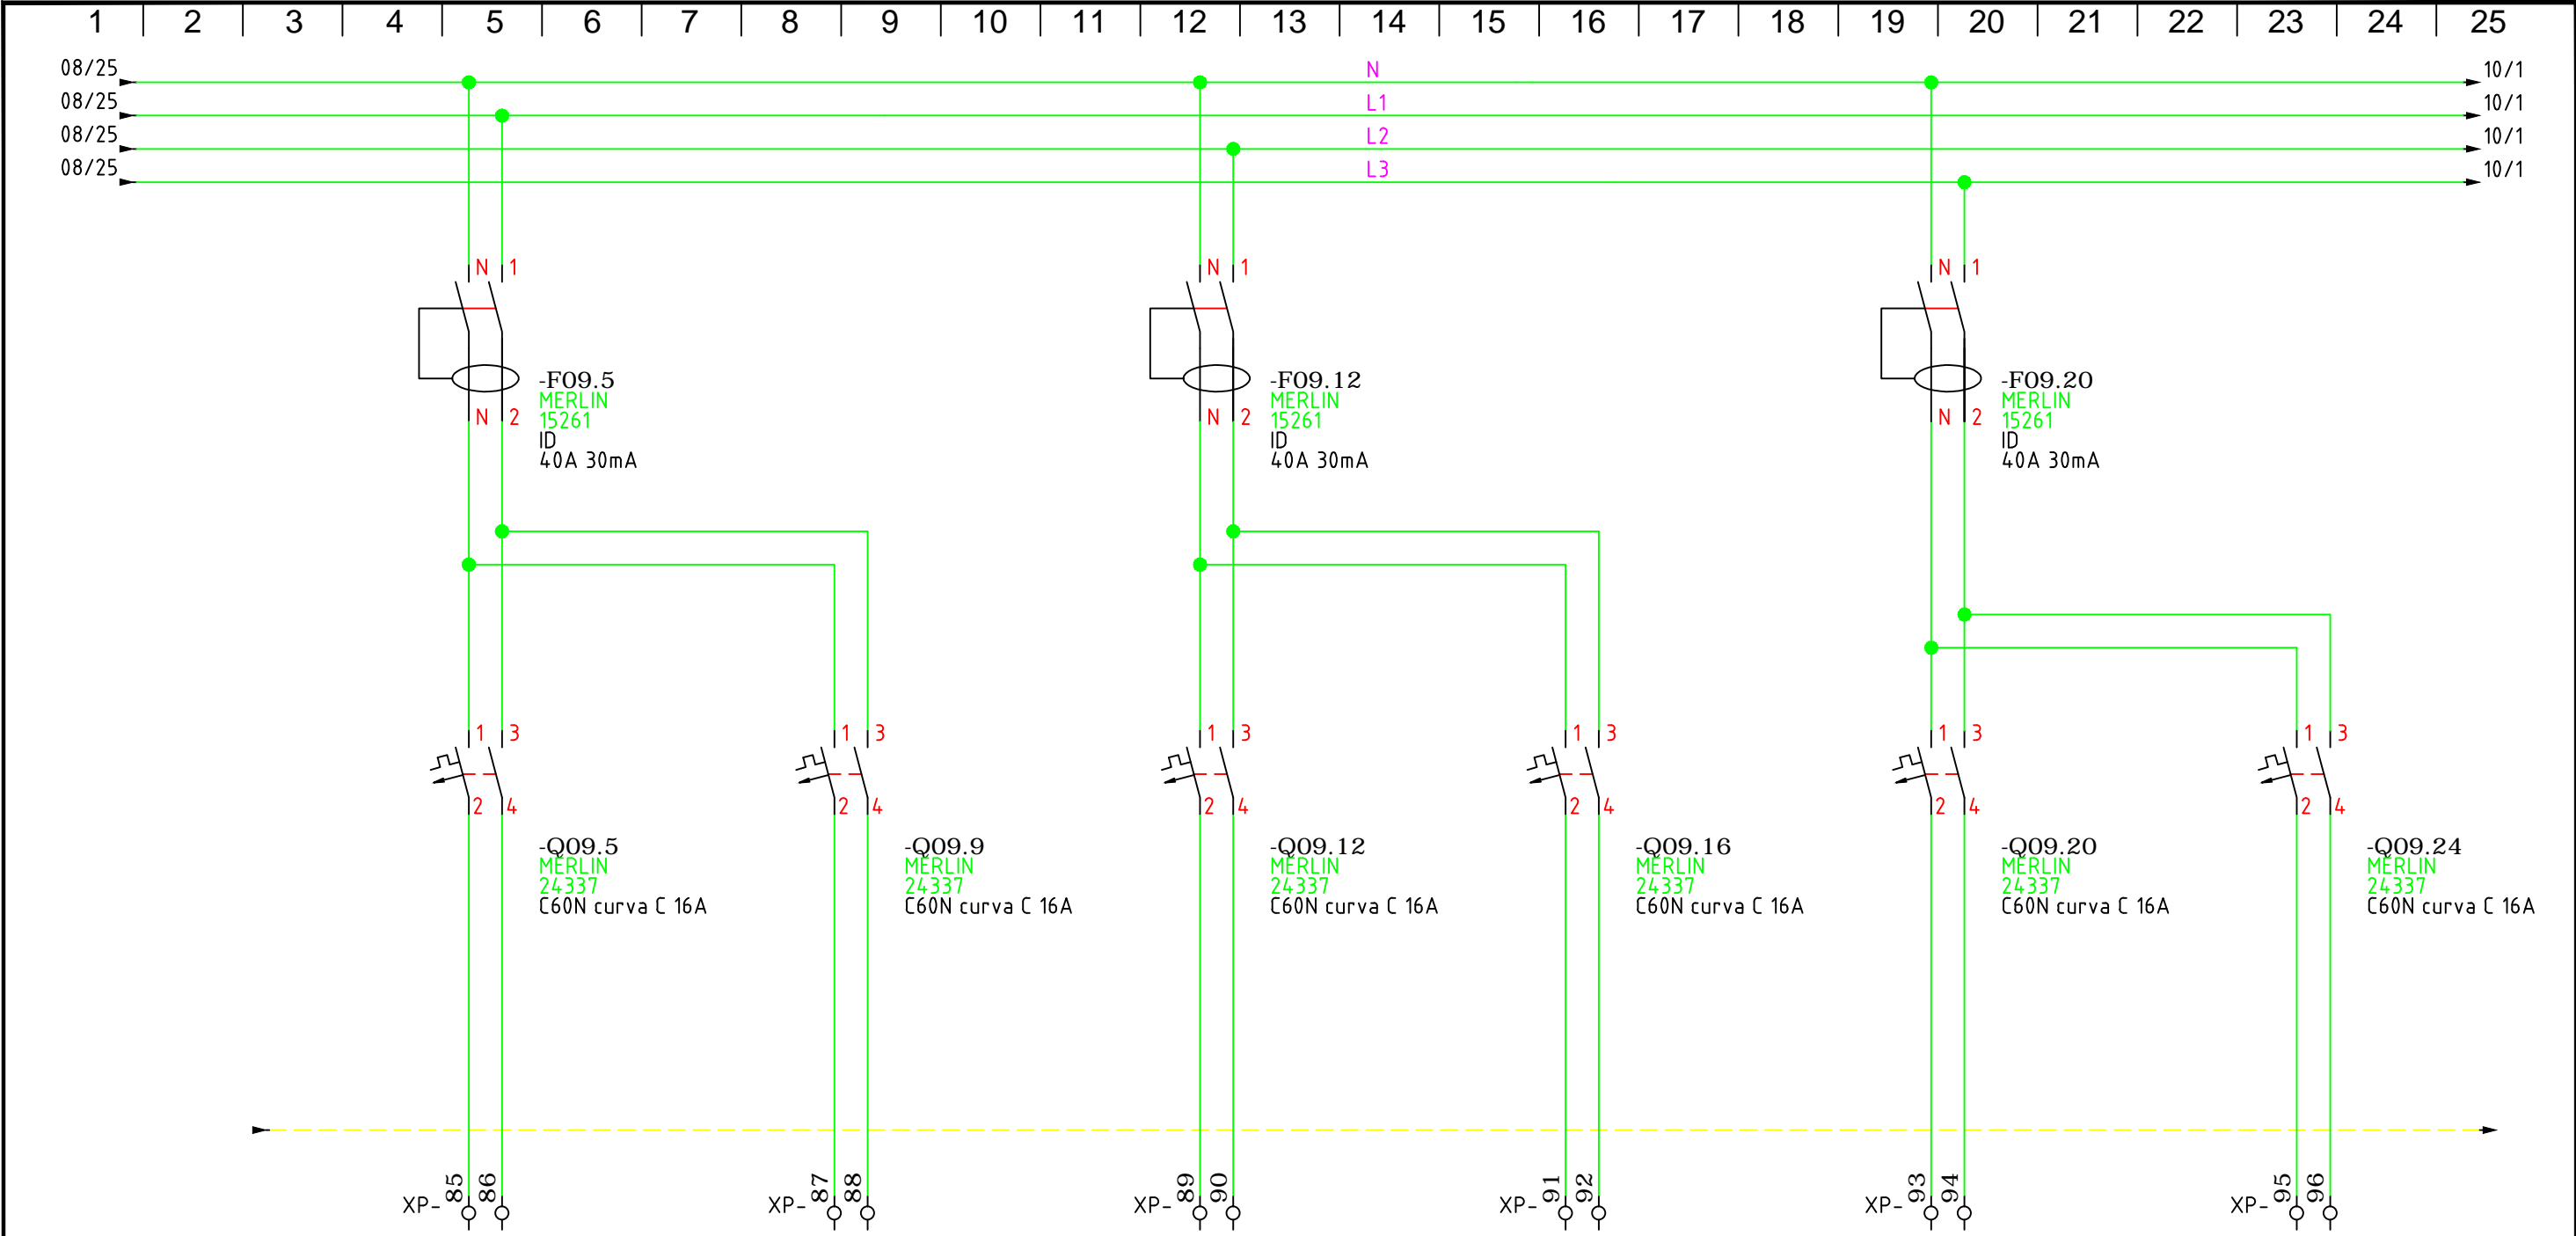 1 2 3 4 5 6 7 8 9 10 11 12 13 14 15 16 17 18 19 20 21 22 23 24 25
08/25 N 10/1
08/25 L1 10/1
08/25 L2 10/1
08/25 L3 10/1
N 1 N 1 N 1
-F09.5 -F09.12 -F09.20
MERLIN MERLIN MERLIN
N 2 15261 N 2 15261 N 2 15261
ID ID ID
40A 30mA 40A 30mA 40A 30mA
1 3 1 3 1 3 1 3 1 3 1 3
2 4 2 4 2 4 2 4 2 4 2 4
-Q09.5 -Q09.9 -Q09.12 -Q09.16 -Q09.20 -Q09.24
MERLIN MERLIN MERLIN MERLIN MERLIN MERLIN
24337 24337 24337 24337 24337 24337
C60N curva C 16A C60N curva C 16A C60N curva C 16A C60N curva C 16A C60N curva C 16A C60N curva C 16A
XP- 85 86 XP- 87 88 XP- 89 90 XP- 91 92 XP- 93 94 XP- 95 96